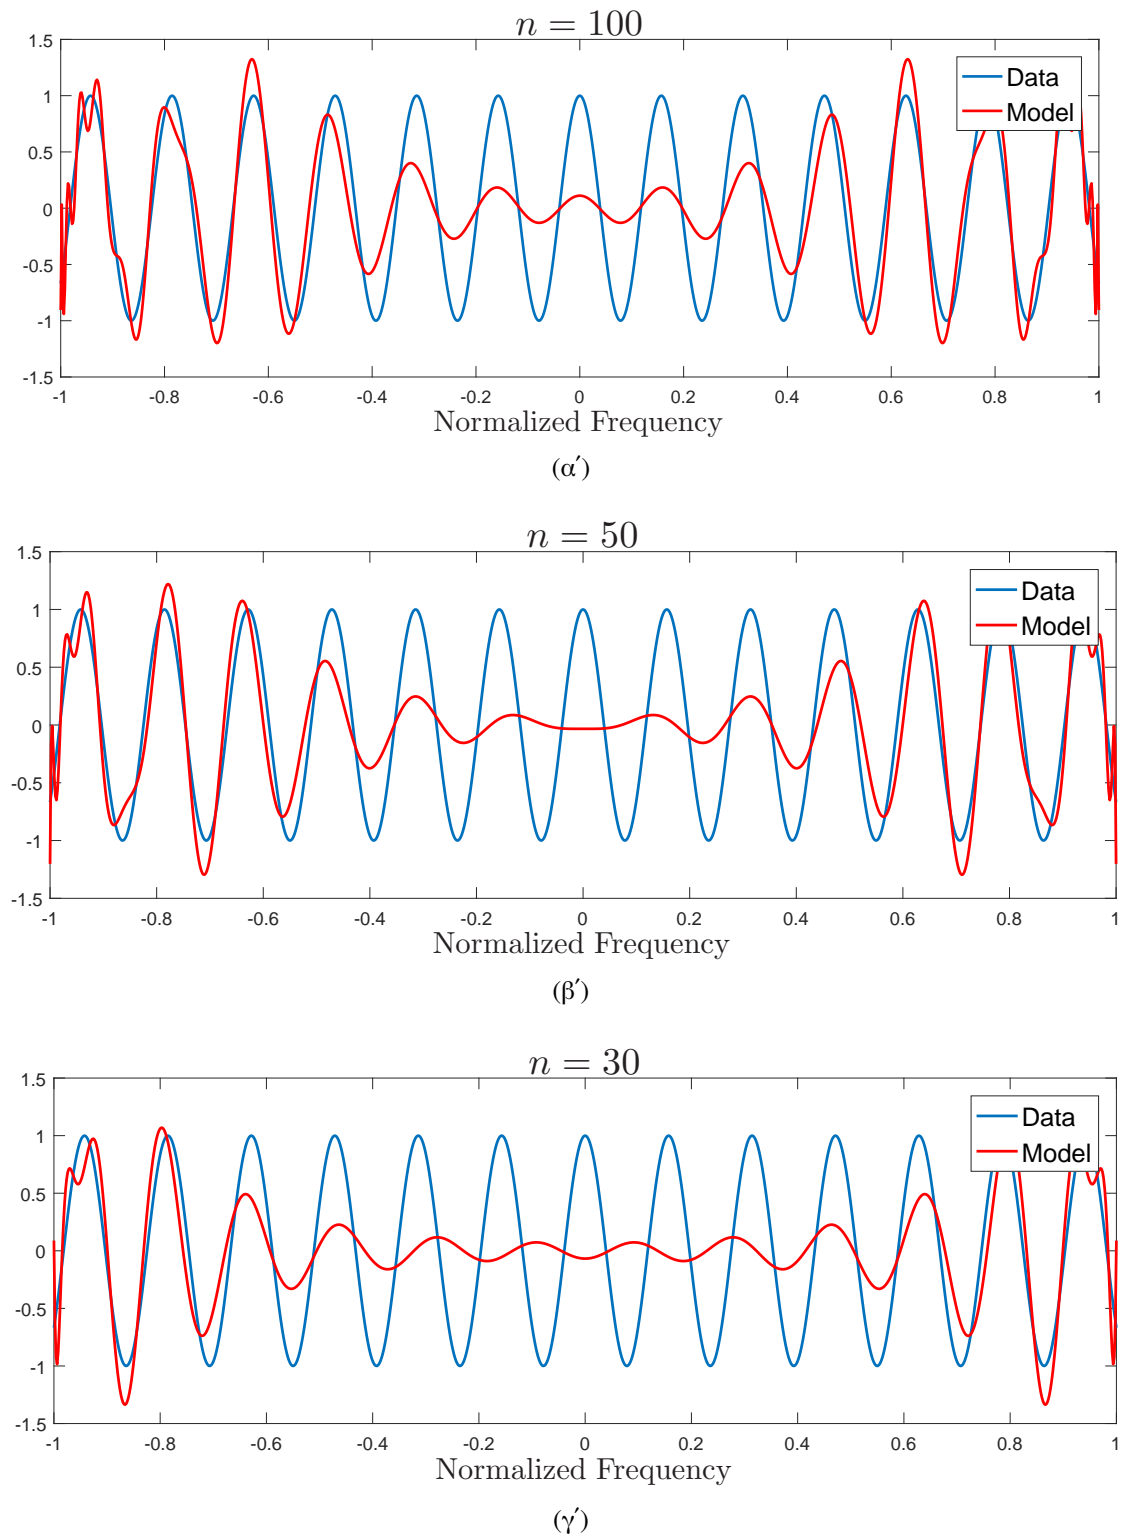 n = 100
1.5
1
0.5
0
-0.5
-1
-1.5
Data
Model
-1 -0.8 -0.6 -0.4 -0.2 0 0.2 0.4 0.6 0.8 1
Normalized Frequency
(α′)
n = 50
1.5
1
0.5
0
-0.5
-1
-1.5
Data
Model
-1 -0.8 -0.6 -0.4 -0.2 0 0.2 0.4 0.6 0.8 1
Normalized Frequency
(β′)
n = 30
1.5
1
0.5
0
-0.5
-1
-1.5
Data
Model
-1 -0.8 -0.6 -0.4 -0.2 0 0.2 0.4 0.6 0.8 1
Normalized Frequency
(γ′)